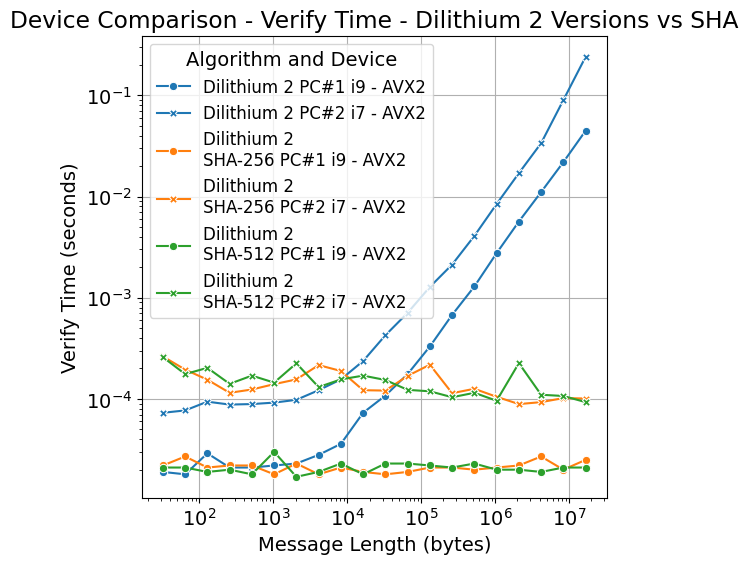 Device Comparison - Verify Time - Dilithium 2 Versions vs SHA
Algorithm and Device
Dilithium 2 PC#1 i9 - AVX2
Dilithium 2 PC#2 i7 - AVX2
Dilithium 2
SHA-256 PC#1 i9 - AVX2
Dilithium 2
SHA-256 PC#2 i7 - AVX2
Dilithium 2
SHA-512 PC#1 i9 - AVX2
Dilithium 2
SHA-512 PC#2 i7 - AVX2
Verify Time (seconds)
10⁻¹
10⁻²
10⁻³
10⁻⁴
10² 10³ 10⁴ 10⁵ 10⁶ 10⁷
Message Length (bytes)